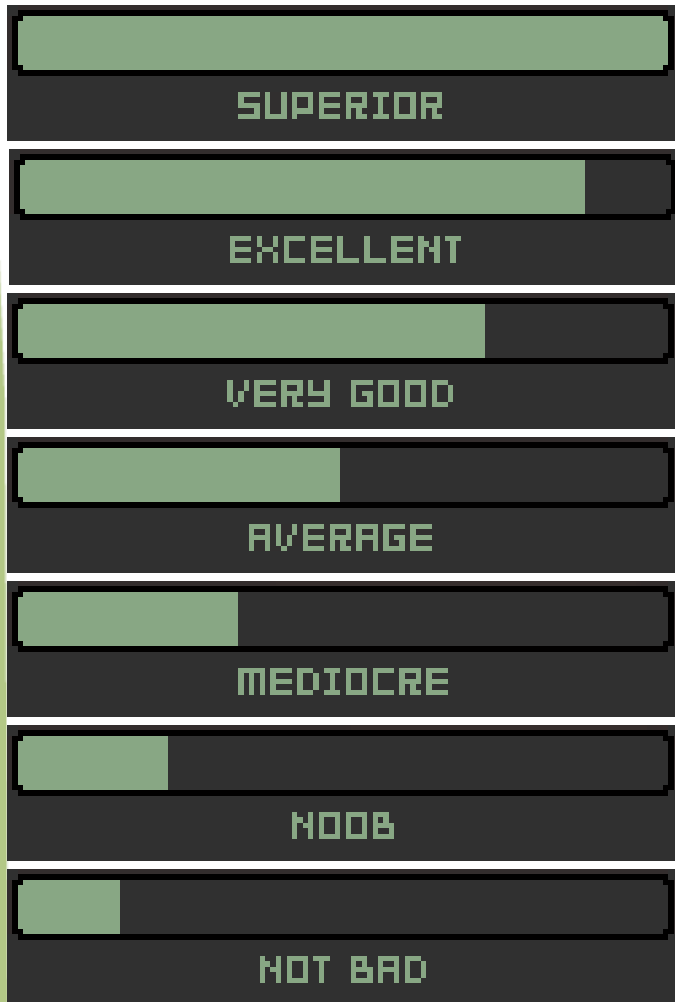 SUPERIOR
EXCELLENT
VERY GOOD
AVERAGE
MEDIOCRE
NOOB
NOT BAD